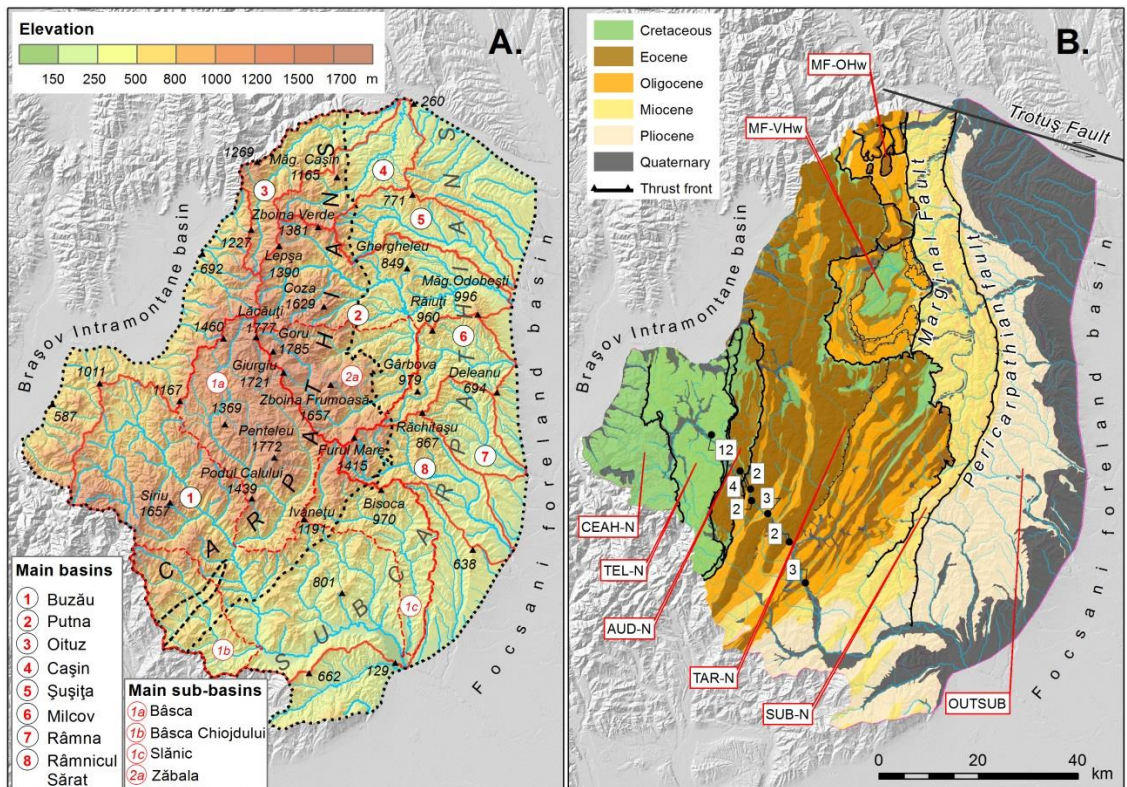 Elevation
150 250 500 800 1000 1200 1500 1700 m
A.
260
1269
Măg. Caşin
1165
3
4
771
5
Zboina Verde
1381
1227
692
Lepşa
1390
Ghergheleu
849
Coza
1629
Măg.Odobeşti
996
2
Răiuţi
960
Lăcăuţi
1777
1460
6
Goru
1785
Giurgiu
1721
Gârbova
979
Deleanu
694
1a
2a
1011
1167
587
1369
Zboina Frumoasă
1657
Penteleu
1772
Răchitaşu
867
7
Furul Mare
1415
8
Podul Calului
1439
Siriu
1657
1
Ivăneţu
1191
Bisoca
970
638
801
1c
1b
129
662
CARPATHIANS
SUBCARPATHIANS
Braşov Intramontane basin
Focsani foreland basin
Main basins
1 Buzău
2 Putna
3 Oituz
4 Caşin
5 Şuşiţa
6 Milcov
7 Râmna
8 Râmnicul
Sărat
Main sub-basins
1a Bâsca
1b Bâsca Chiojdului
1c Slănic
2a Zăbala
B.
Cretaceous
Eocene
Oligocene
Miocene
Pliocene
Quaternary
Thrust front
MF-OHw
MF-VHw
Trotuş Fault
Marginal Fault
Pericarpathian fault
Braşov Intramontane basin
Focsani foreland basin
12
2
4
3
2
2
3
CEAH-N
TEL-N
AUD-N
TAR-N
SUB-N
OUTSUB
0 10 20 40
km